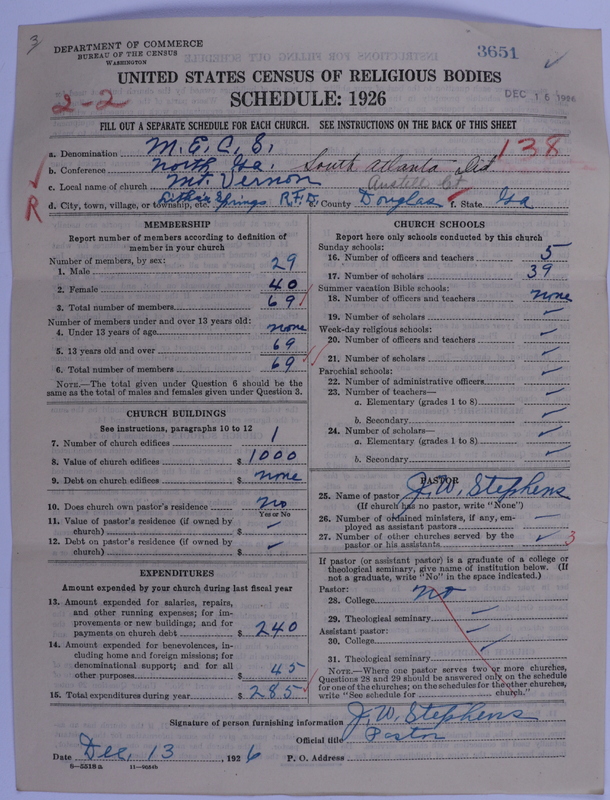 3
DEPARTMENT OF COMMERCE
BUREAU OF THE CENSUS
WASHINGTON
3651
UNITED STATES CENSUS OF RELIGIOUS BODIES
2-2
SCHEDULE: 1926
DEC 16 1926
FILL OUT A SEPARATE SCHEDULE FOR EACH CHURCH. SEE INSTRUCTIONS ON THE BACK OF THIS SHEET
a. Denomination M.E.C.S. 138
b. Conference North Ga. South Atlanta Dist
c. Local name of church Mt. Vernon Austell Ct
R
d. City, town, village, or township, etc. Lithia Springs R.F.D. e. County Douglas f. State Ga
MEMBERSHIP
Report number of members according to definition of member in your church
Number of members, by sex:
1. Male 29
2. Female 40
3. Total number of members 69
Number of members under and over 13 years old:
4. Under 13 years of age none
5. 13 years old and over 69
6. Total number of members 69
NOTE.—The total given under Question 6 should be the same as the total of males and females given under Question 3.
CHURCH BUILDINGS
See instructions, paragraphs 10 to 12
7. Number of church edifices 1
8. Value of church edifices $ 1000
9. Debt on church edifices $ none
10. Does church own pastor's residence no
Yes or No
11. Value of pastor's residence (if owned by church) $ —
12. Debt on pastor's residence (if owned by church) $ —
EXPENDITURES
Amount expended by your church during last fiscal year
13. Amount expended for salaries, repairs, and other running expenses; for improvements or new buildings; and for payments on church debt $ 240
14. Amount expended for benevolences, including home and foreign missions; for denominational support; and for all other purposes $ 45
15. Total expenditures during year $ 285
CHURCH SCHOOLS
Report here only schools conducted by this church
Sunday schools:
16. Number of officers and teachers 5
17. Number of scholars 39
Summer vacation Bible schools:
18. Number of officers and teachers none
19. Number of scholars
Week-day religious schools:
20. Number of officers and teachers
21. Number of scholars
Parochial schools:
22. Number of administrative officers
23. Number of teachers—
a. Elementary (grades 1 to 8)
b. Secondary
24. Number of scholars—
a. Elementary (grades 1 to 8)
b. Secondary
PASTOR
25. Name of pastor J.W. Stephens
(If church has no pastor, write "None")
26. Number of ordained ministers, if any, employed as assistant pastors —
27. Number of other churches served by the pastor or his assistants 3
If pastor (or assistant pastor) is a graduate of a college or theological seminary, give name of institution below. (If not a graduate, write "No" in the space indicated.)
Pastor:
28. College no
29. Theological seminary —
Assistant pastor:
30. College
31. Theological seminary
NOTE.—Where one pastor serves two or more churches, Questions 28 and 29 should be answered only on the schedule for one of the churches; on the schedules for the other churches, write "See schedule for church."
Signature of person furnishing information J.W. Stephens
Official title Pastor
Date Dec. 13, 1926 P. O. Address
8—5518 a